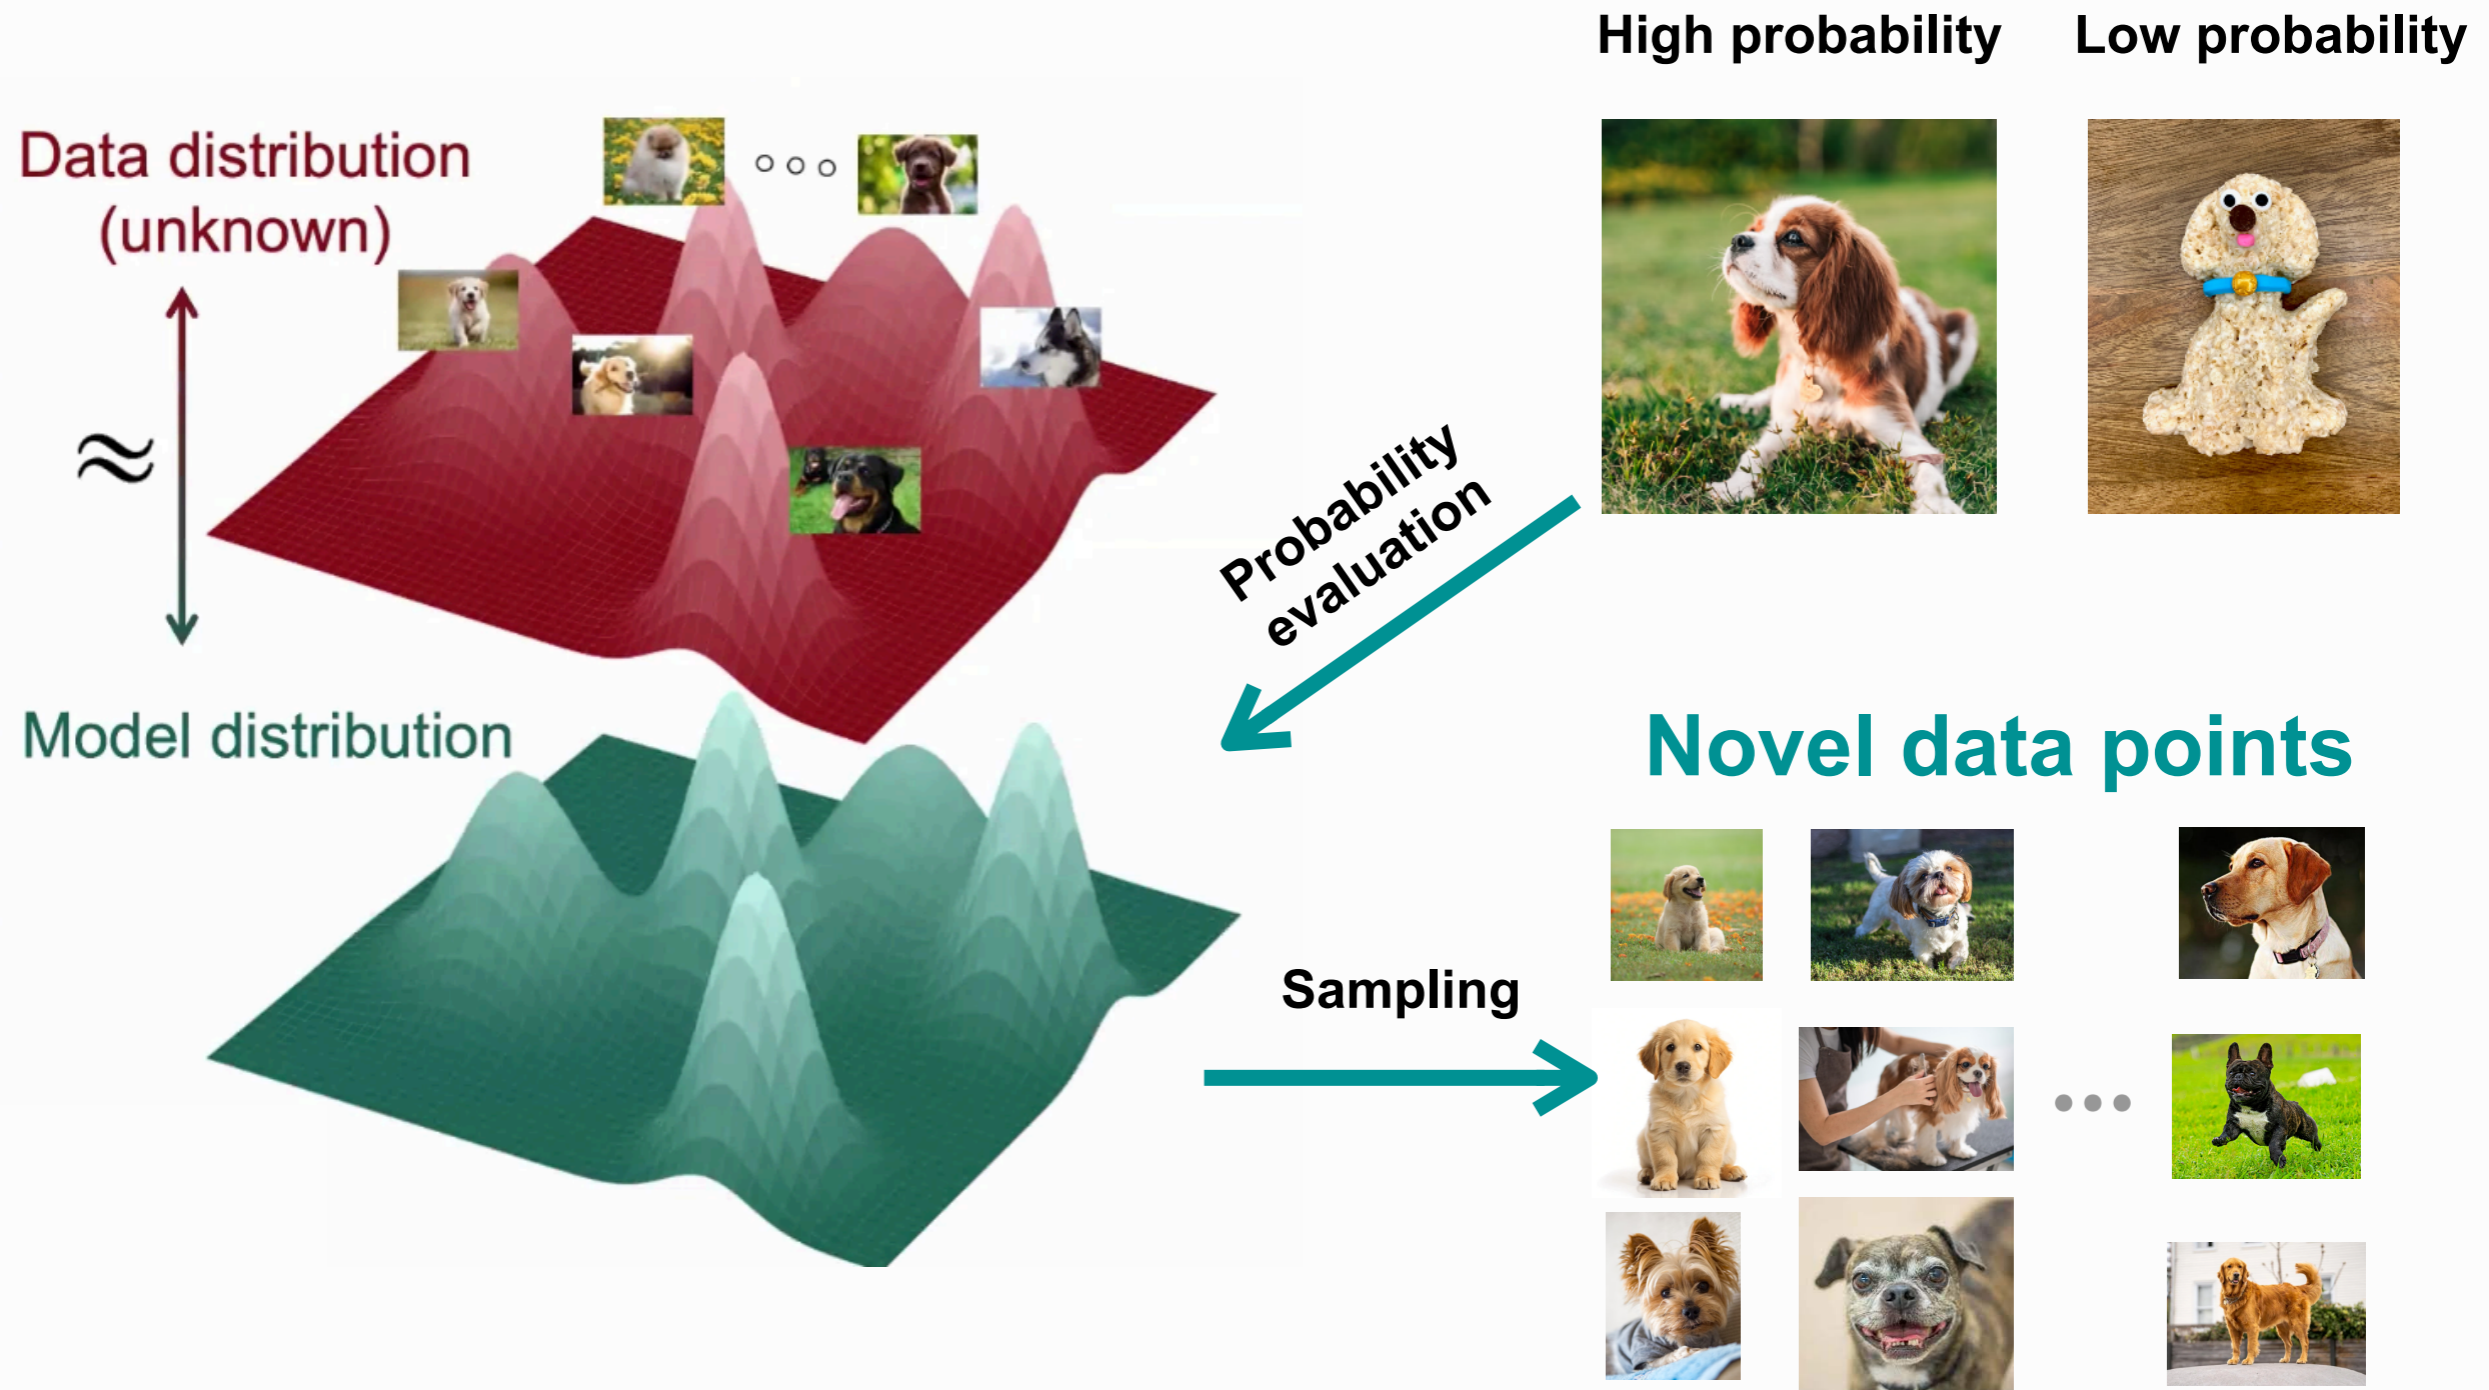 High probability
Low probability
Data distribution
(unknown)
≈
Probability
evaluation
Model distribution
Novel data points
Sampling